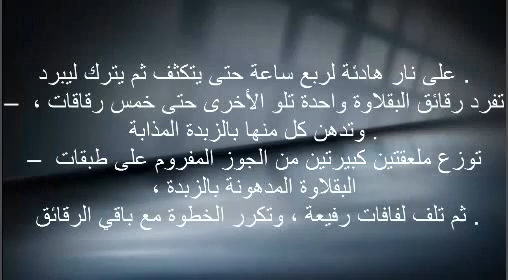 على نار هادئة لربع ساعة حتى يتكثف ثم يترك ليبرد .
– تفرد رقائق البقلاوة واحدة تلو الأخرى حتى خمس رقاقات ،
وتدهن كل منها بالزبدة المذابة .
– توزع ملعقتين كبيرتين من الجوز المفروم على طبقات
البقلاوة المدهونة بالزبدة ،
ثم تلف لفافات رفيعة ، وتكرر الخطوة مع باقي الرقائق .